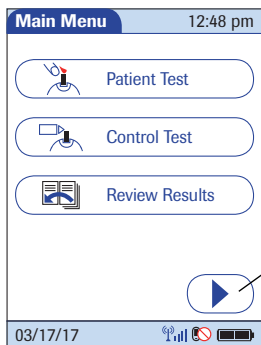 Main Menu 12:48 pm
Patient Test
Control Test
Review Results
03/17/17